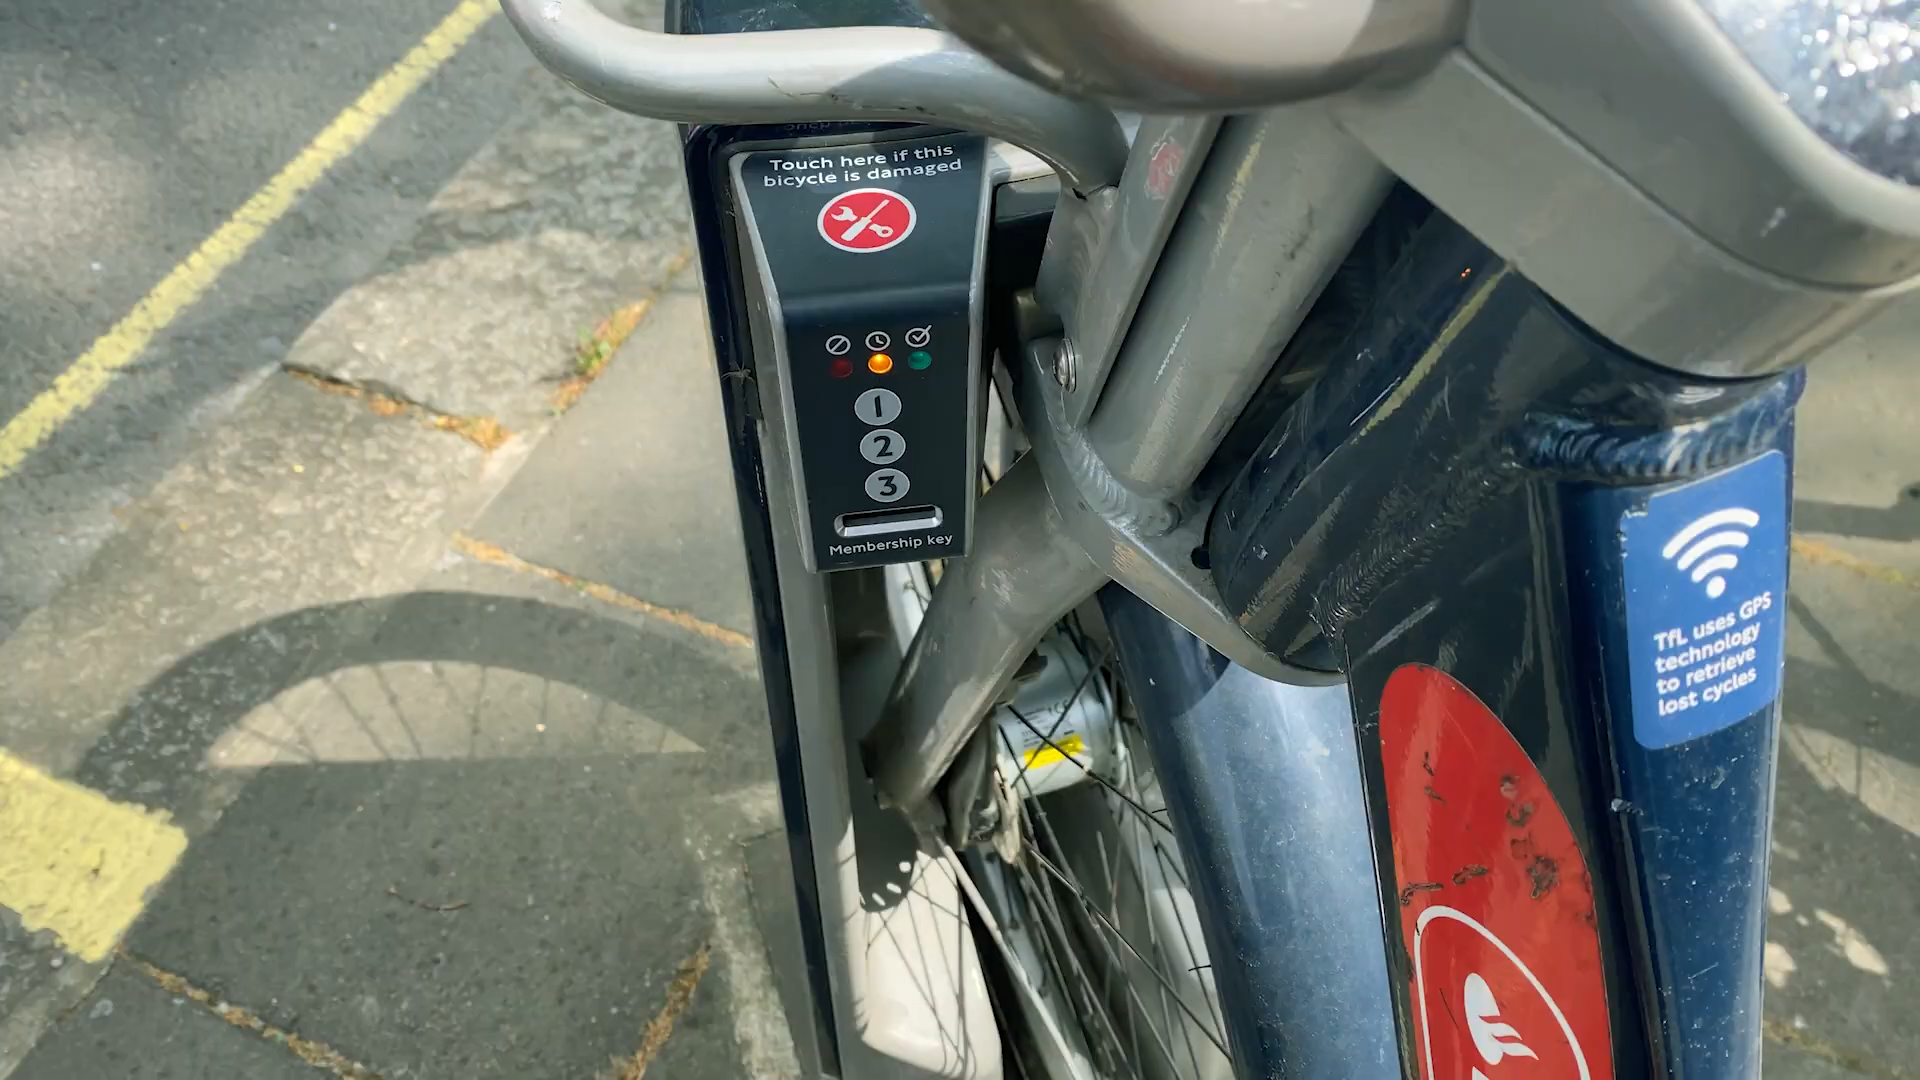 Touch here if this
bicycle is damaged
1
2
3
Membership key
TfL uses GPS
technology
to retrieve
lost cycles